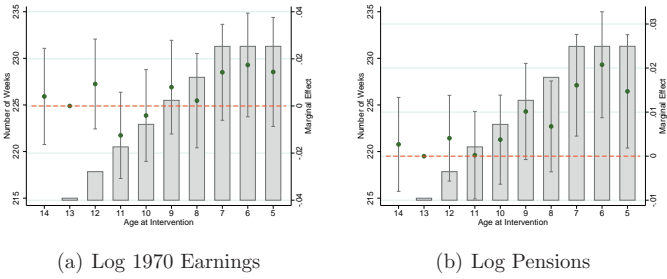 235
230
225
220
215
Number of Weeks
.04
.02
0
-.02
-.04
Marginal Effect
14 13 12 11 10 9 8 7 6 5
Age at Intervention
(a) Log 1970 Earnings
235
230
225
220
215
Number of Weeks
.03
.02
.01
0
-.01
Marginal Effect
14 13 12 11 10 9 8 7 6 5
Age at Intervention
(b) Log Pensions